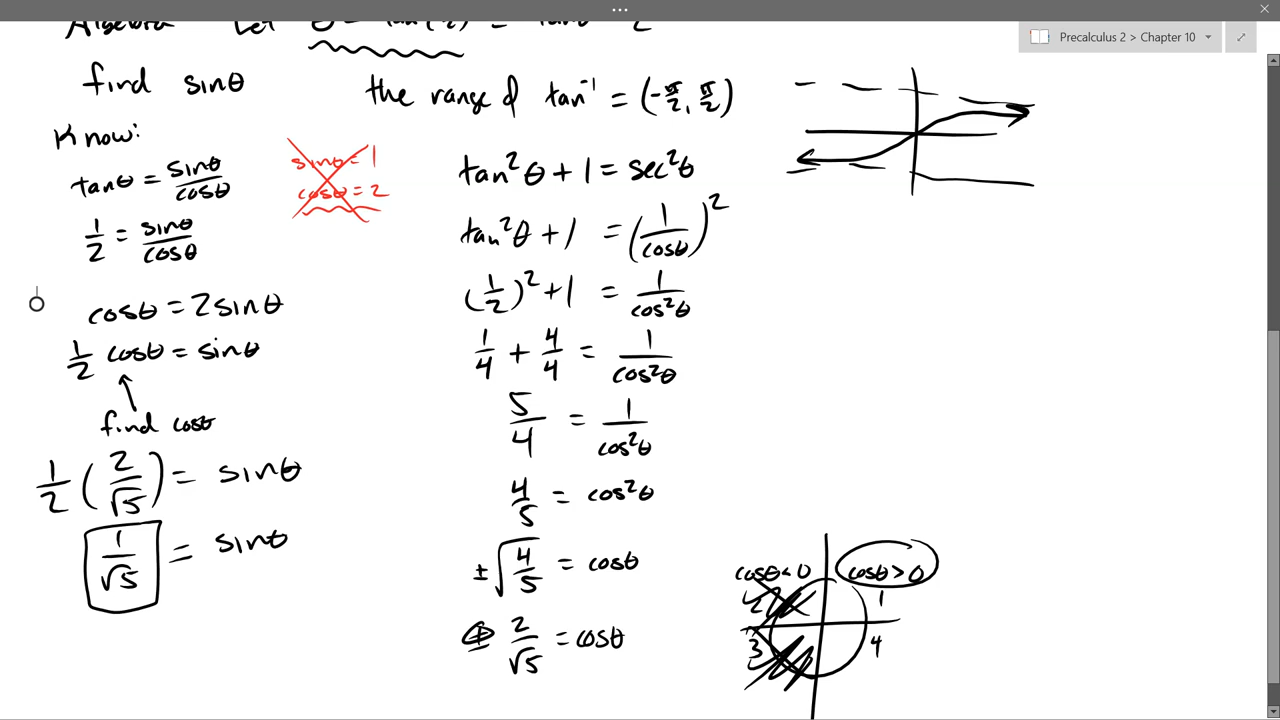 Precalculus 2 > Chapter 10
Algebra Let
find sinθ
the range of tan⁻¹ = (-π/2, π/2)
Know:
tanθ = sinθ/cosθ
1/2 = sinθ/cosθ
cosθ = 2sinθ
1/2 cosθ = sinθ
find cosθ
1/2 (2/√5) = sinθ
1/√5 = sinθ
sinθ = 1
cosθ = 2
tan²θ + 1 = sec²θ
tan²θ + 1 = (1/cosθ)²
(1/2)² + 1 = 1/cos²θ
1/4 + 4/4 = 1/cos²θ
5/4 = 1/cos²θ
4/5 = cos²θ
±√(4/5) = cosθ
2/√5 = cosθ
cosθ < 0
cosθ > 0
2
1
3
4